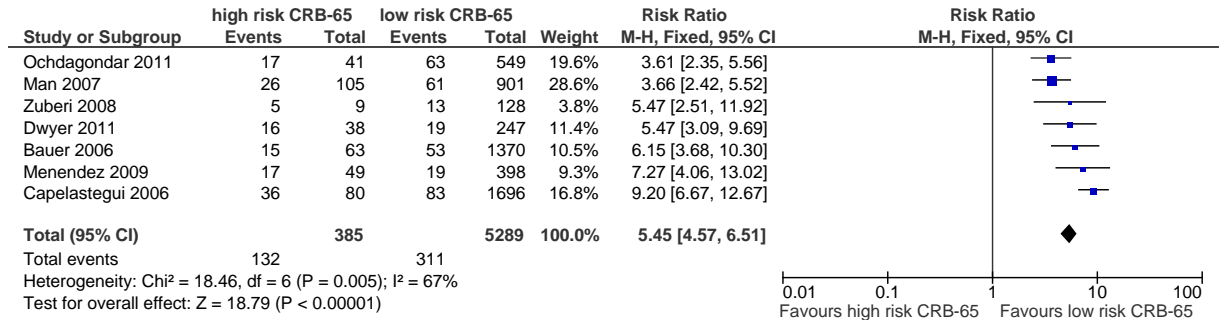 high risk CRB-65 low risk CRB-65 Risk Ratio Risk Ratio
Study or Subgroup Events Total Events Total Weight M-H, Fixed, 95% CI M-H, Fixed, 95% CI
Ochdagondar 2011 17 41 63 549 19.6% 3.61 [2.35, 5.56]
Man 2007 26 105 61 901 28.6% 3.66 [2.42, 5.52]
Zuberi 2008 5 9 13 128 3.8% 5.47 [2.51, 11.92]
Dwyer 2011 16 38 19 247 11.4% 5.47 [3.09, 9.69]
Bauer 2006 15 63 53 1370 10.5% 6.15 [3.68, 10.30]
Menendez 2009 17 49 19 398 9.3% 7.27 [4.06, 13.02]
Capelastegui 2006 36 80 83 1696 16.8% 9.20 [6.67, 12.67]
Total (95% CI) 385 5289 100.0% 5.45 [4.57, 6.51]
Total events 132 311
Heterogeneity: Chi² = 18.46, df = 6 (P = 0.005); I² = 67%
Test for overall effect: Z = 18.79 (P < 0.00001)
0.01 0.1 1 10 100
Favours high risk CRB-65 Favours low risk CRB-65